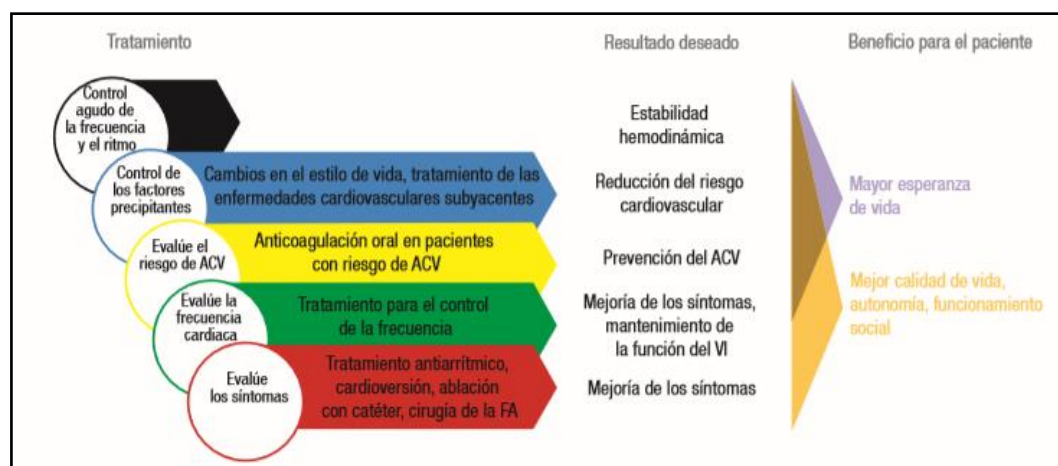 Tratamiento
Resultado deseado
Beneficio para el paciente
Control
agudo de
la frecuencia
y el ritmo
Estabilidad
hemodinámica
Control de
los factores
precipitantes
Cambios en el estilo de vida, tratamiento de las
enfermedades cardiovasculares subyacentes
Reducción del riesgo
cardiovascular
Evalúe el
riesgo de ACV
Anticoagulación oral en pacientes
con riesgo de ACV
Prevención del ACV
Evalúe la
frecuencia
cardiaca
Tratamiento para el control
de la frecuencia
Mejoría de los síntomas,
mantenimiento de
la función del VI
Evalúe
los síntomas
Tratamiento antiarrítmico,
cardioversión, ablación
con catéter, cirugía de la FA
Mejoría de los síntomas
Mayor esperanza
de vida
Mejor calidad de vida,
autonomía, funcionamiento
social